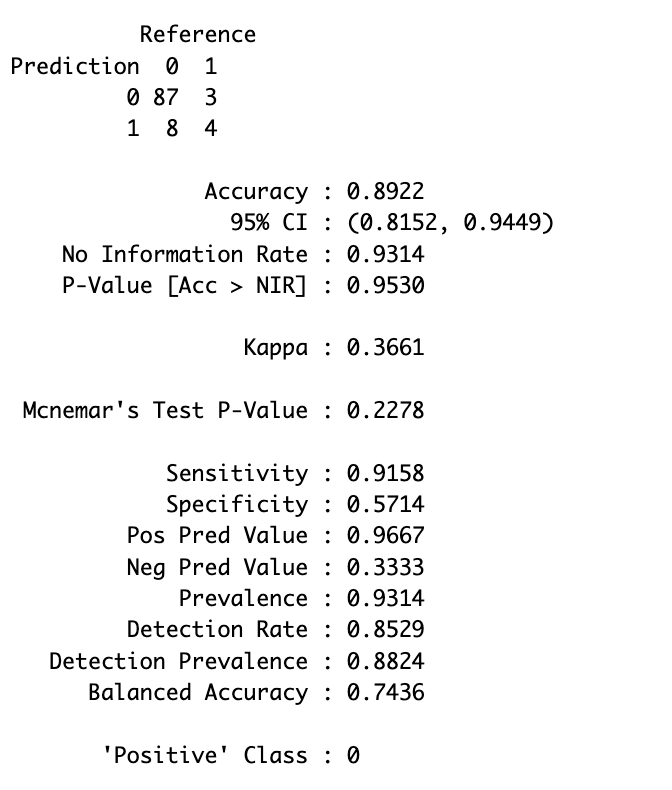 Reference
Prediction 0 1
0 87 3
1 8 4
Accuracy : 0.8922
95% CI : (0.8152, 0.9449)
No Information Rate : 0.9314
P-Value [Acc > NIR] : 0.9530
Kappa : 0.3661
Mcnemar's Test P-Value : 0.2278
Sensitivity : 0.9158
Specificity : 0.5714
Pos Pred Value : 0.9667
Neg Pred Value : 0.3333
Prevalence : 0.9314
Detection Rate : 0.8529
Detection Prevalence : 0.8824
Balanced Accuracy : 0.7436
'Positive' Class : 0